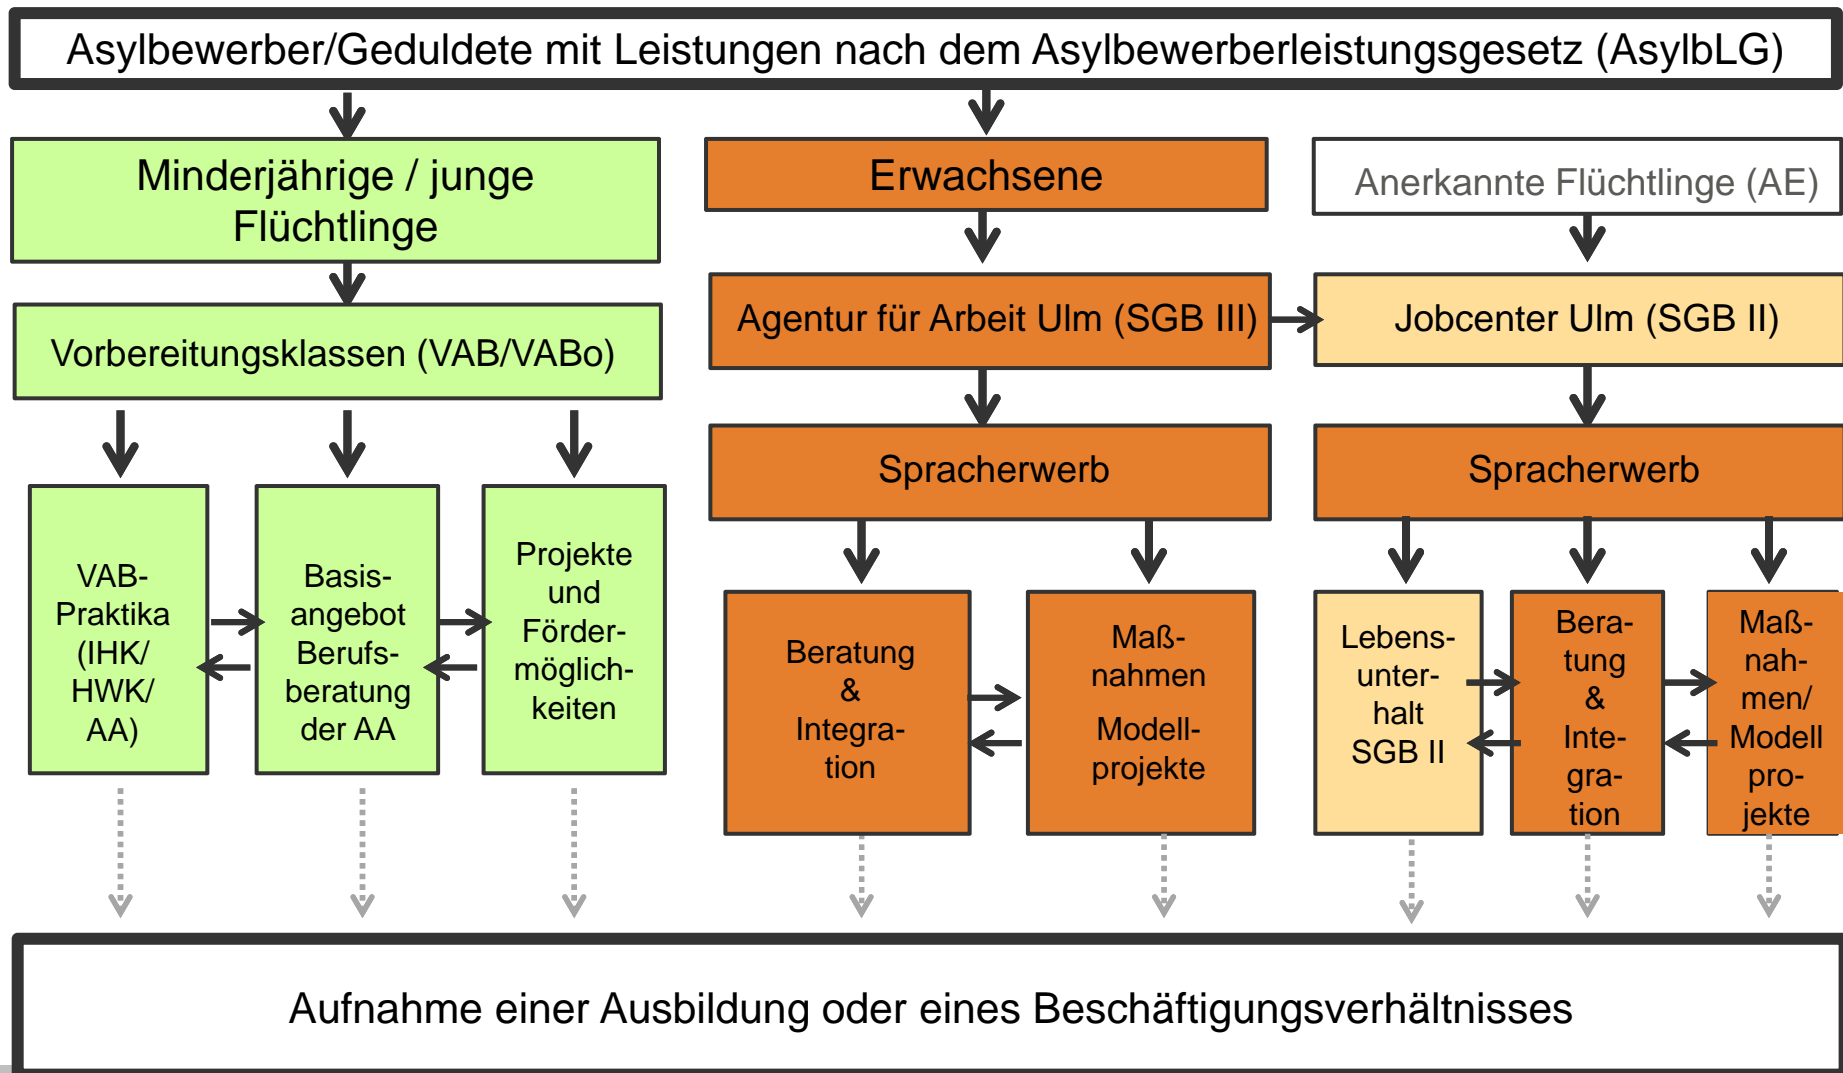 Asylbewerber/Geduldete mit Leistungen nach dem Asylbewerberleistungsgesetz (AsylbLG)
Minderjährige / junge
Flüchtlinge
Erwachsene
Anerkannte Flüchtlinge (AE)
Vorbereitungsklassen (VAB/VABo)
Agentur für Arbeit Ulm (SGB III)
Jobcenter Ulm (SGB II)
Spracherwerb
Spracherwerb
VAB-
Praktika
(IHK/
HWK/
AA)
Basis-
angebot
Berufs-
beratung
der AA
Projekte
und
Förder-
möglich-
keiten
Beratung
&
Integra-
tion
Maß-
nahmen
Modell-
projekte
Lebens-
unter-
halt
SGB II
Bera-
tung
&
Inte-
gra-
tion
Maß-
nah-
men/
Modell
pro-
jekte
Aufnahme einer Ausbildung oder eines Beschäftigungsverhältnisses